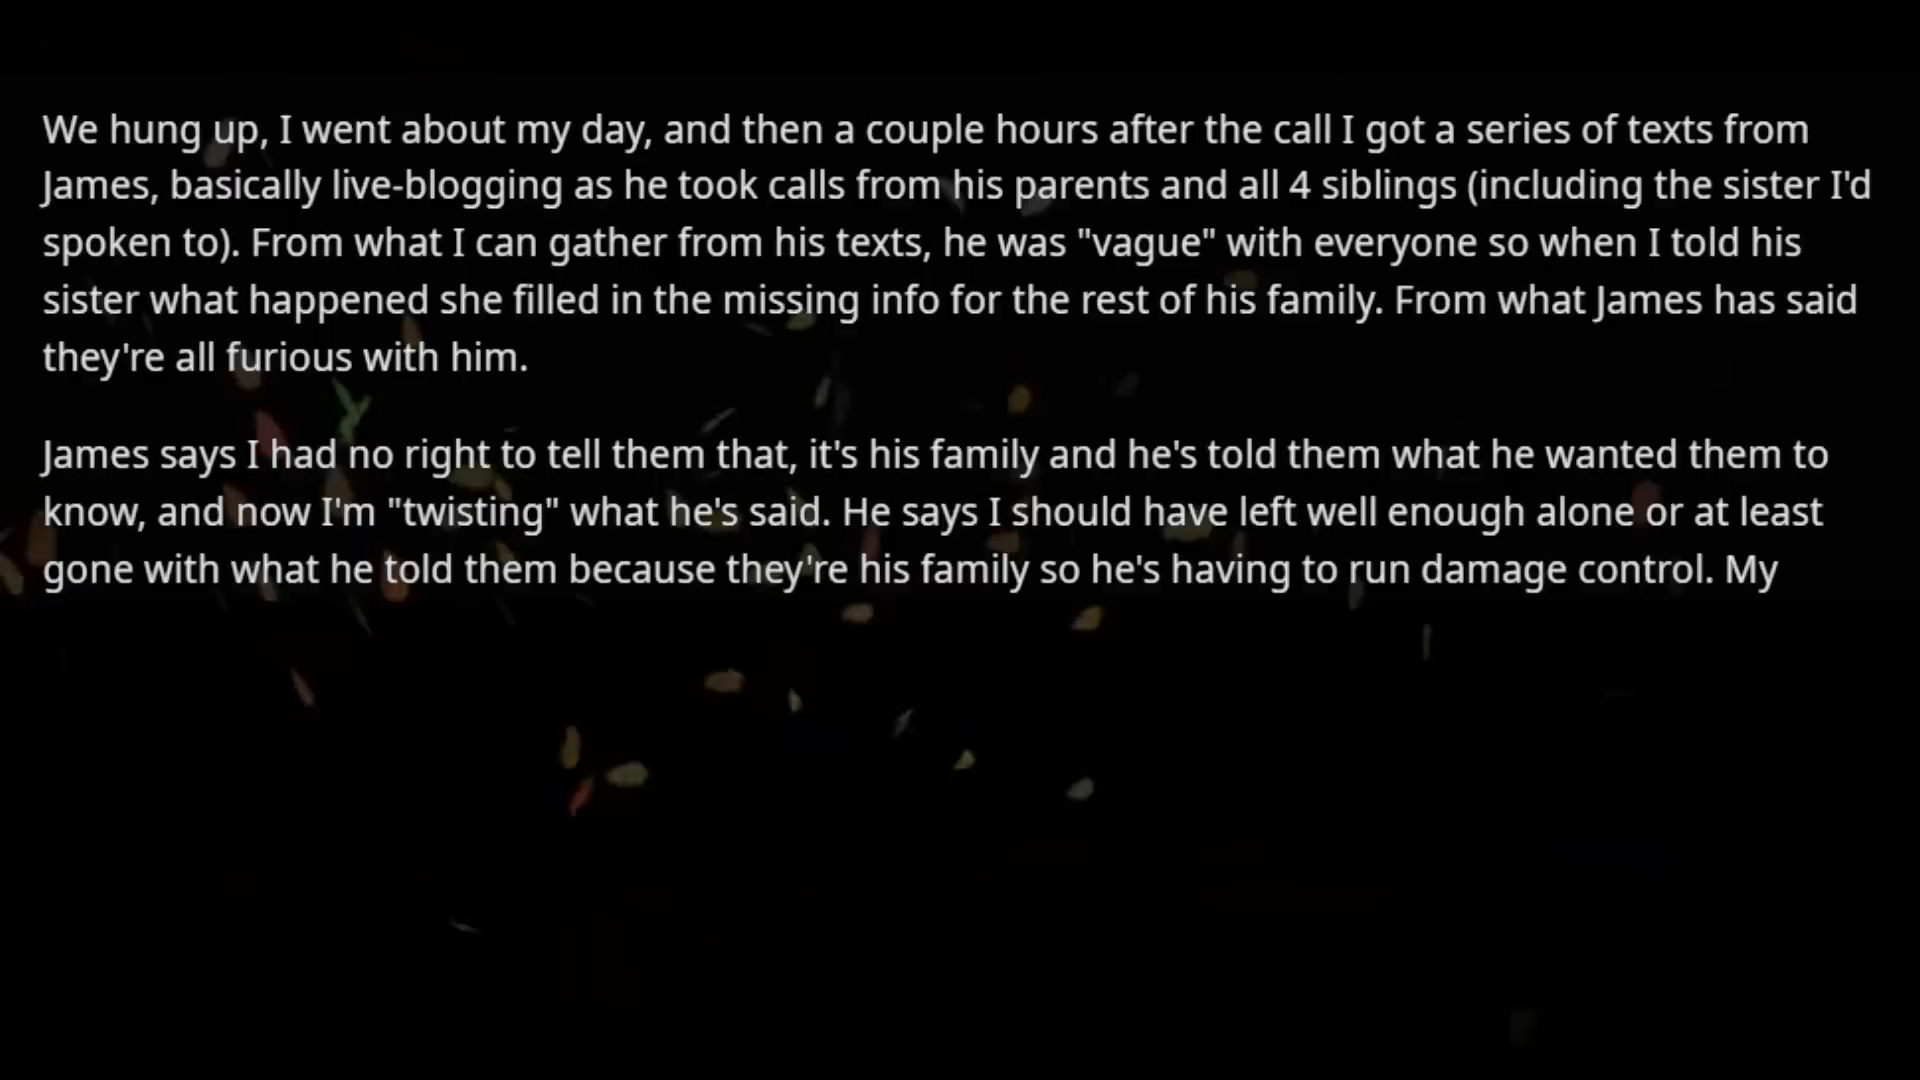 We hung up, I went about my day, and then a couple hours after the call I got a series of texts from
James, basically live-blogging as he took calls from his parents and all 4 siblings (including the sister I'd
spoken to). From what I can gather from his texts, he was "vague" with everyone so when I told his
sister what happened she filled in the missing info for the rest of his family. From what James has said
they're all furious with him.
James says I had no right to tell them that, it's his family and he's told them what he wanted them to
know, and now I'm "twisting" what he's said. He says I should have left well enough alone or at least
gone with what he told them because they're his family so he's having to run damage control. My